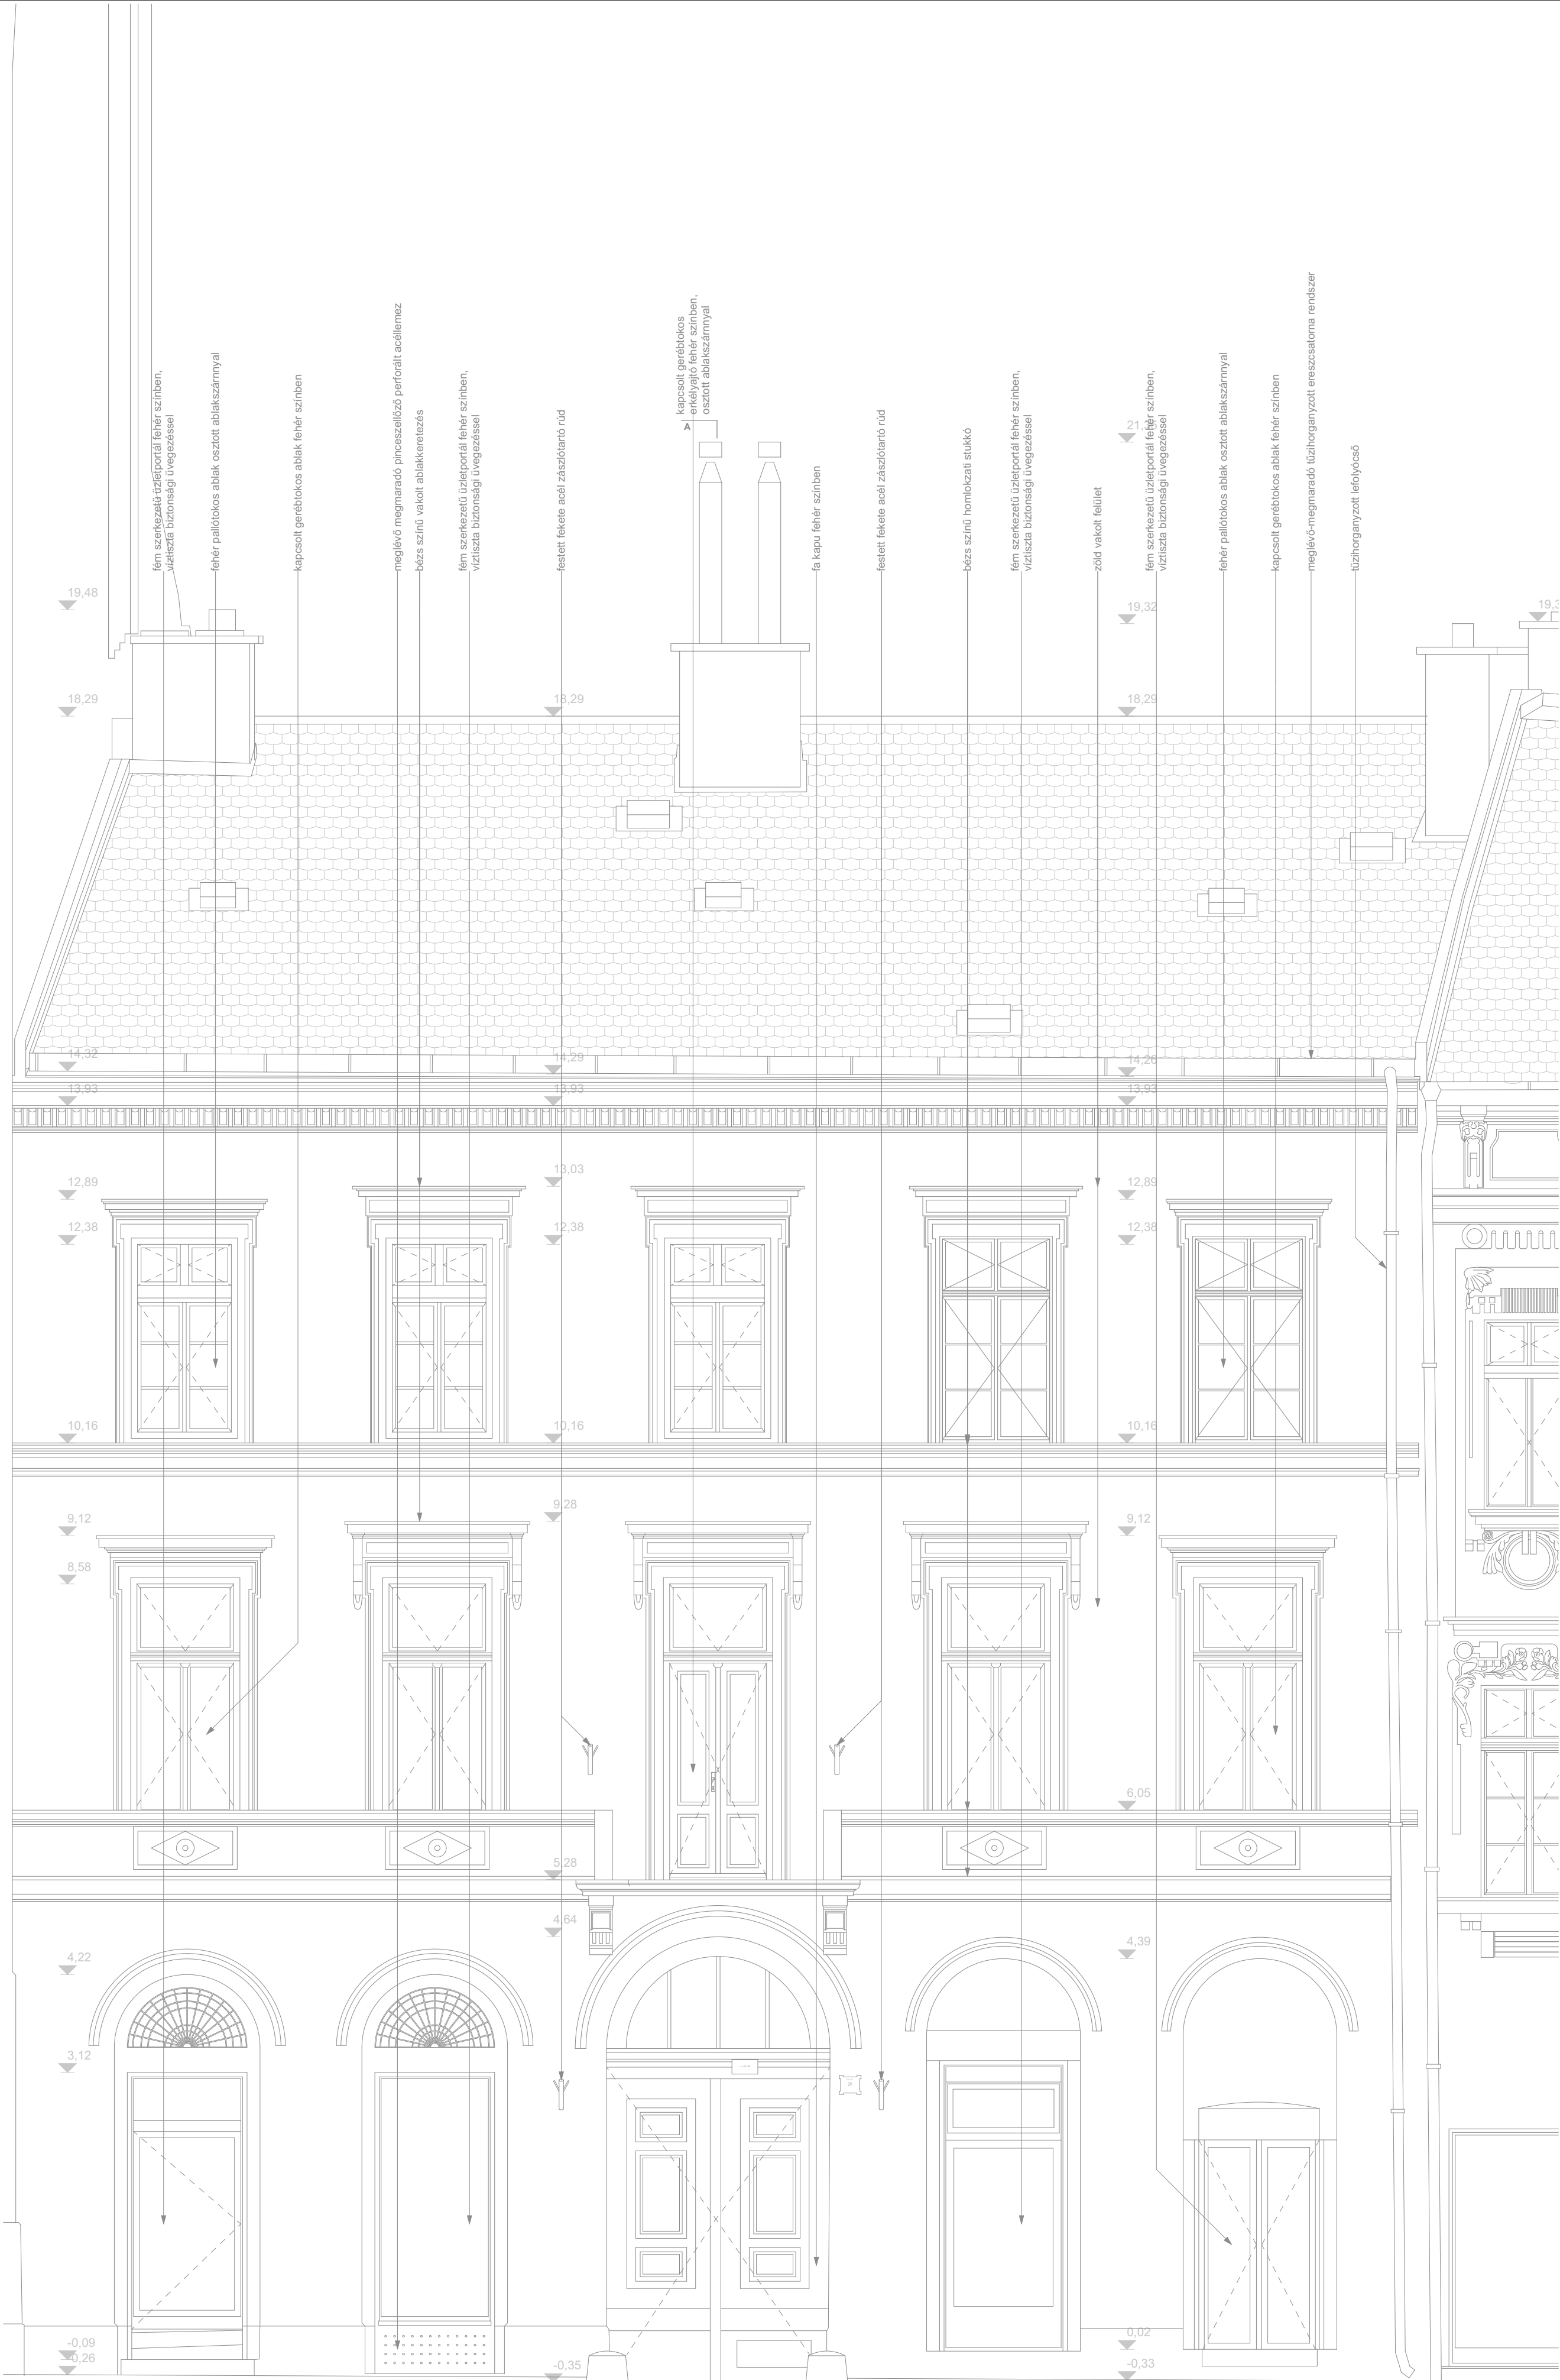 fém szerkezetű üzletportál fehér színben,
víztiszta biztonsági üvegezéssel
fehér pallótokos ablak osztott ablakszárnnyal
kapcsolt gerébtokos ablak fehér színben
meglévő megmaradó pinceszellőző perforált acéllemez
bézs színű vakolt ablakkeretezés
fém szerkezetű üzletportál fehér színben,
víztiszta biztonsági üvegezéssel
festett fekete acél zászlótartó rúd
kapcsolt gerébtokos
erkélyajtó fehér színben,
osztott ablakszárnnyal
A
fa kapu fehér színben
festett fekete acél zászlótartó rúd
bézs színű homlokzati stukkó
fém szerkezetű üzletportál fehér színben,
víztiszta biztonsági üvegezéssel
zöld vakolt felület
fém szerkezetű üzletportál fehér színben,
víztiszta biztonsági üvegezéssel
fehér pallótokos ablak osztott ablakszárnnyal
kapcsolt gerébtokos ablak fehér színben
meglévő-megmaradó tűzihorganyzott ereszcsatorna rendszer
tűzihorganyzott lefolyócső
19,48
19,32
18,29
18,29
18,29
14,32
14,29
14,26
13,93
13,93
13,93
12,89
13,03
12,89
12,38
12,38
12,38
10,16
10,16
10,16
9,12
9,28
9,12
8,58
6,05
5,28
4,64
4,22
4,39
3,12
-0,09
0,02
-0,26
-0,35
-0,33